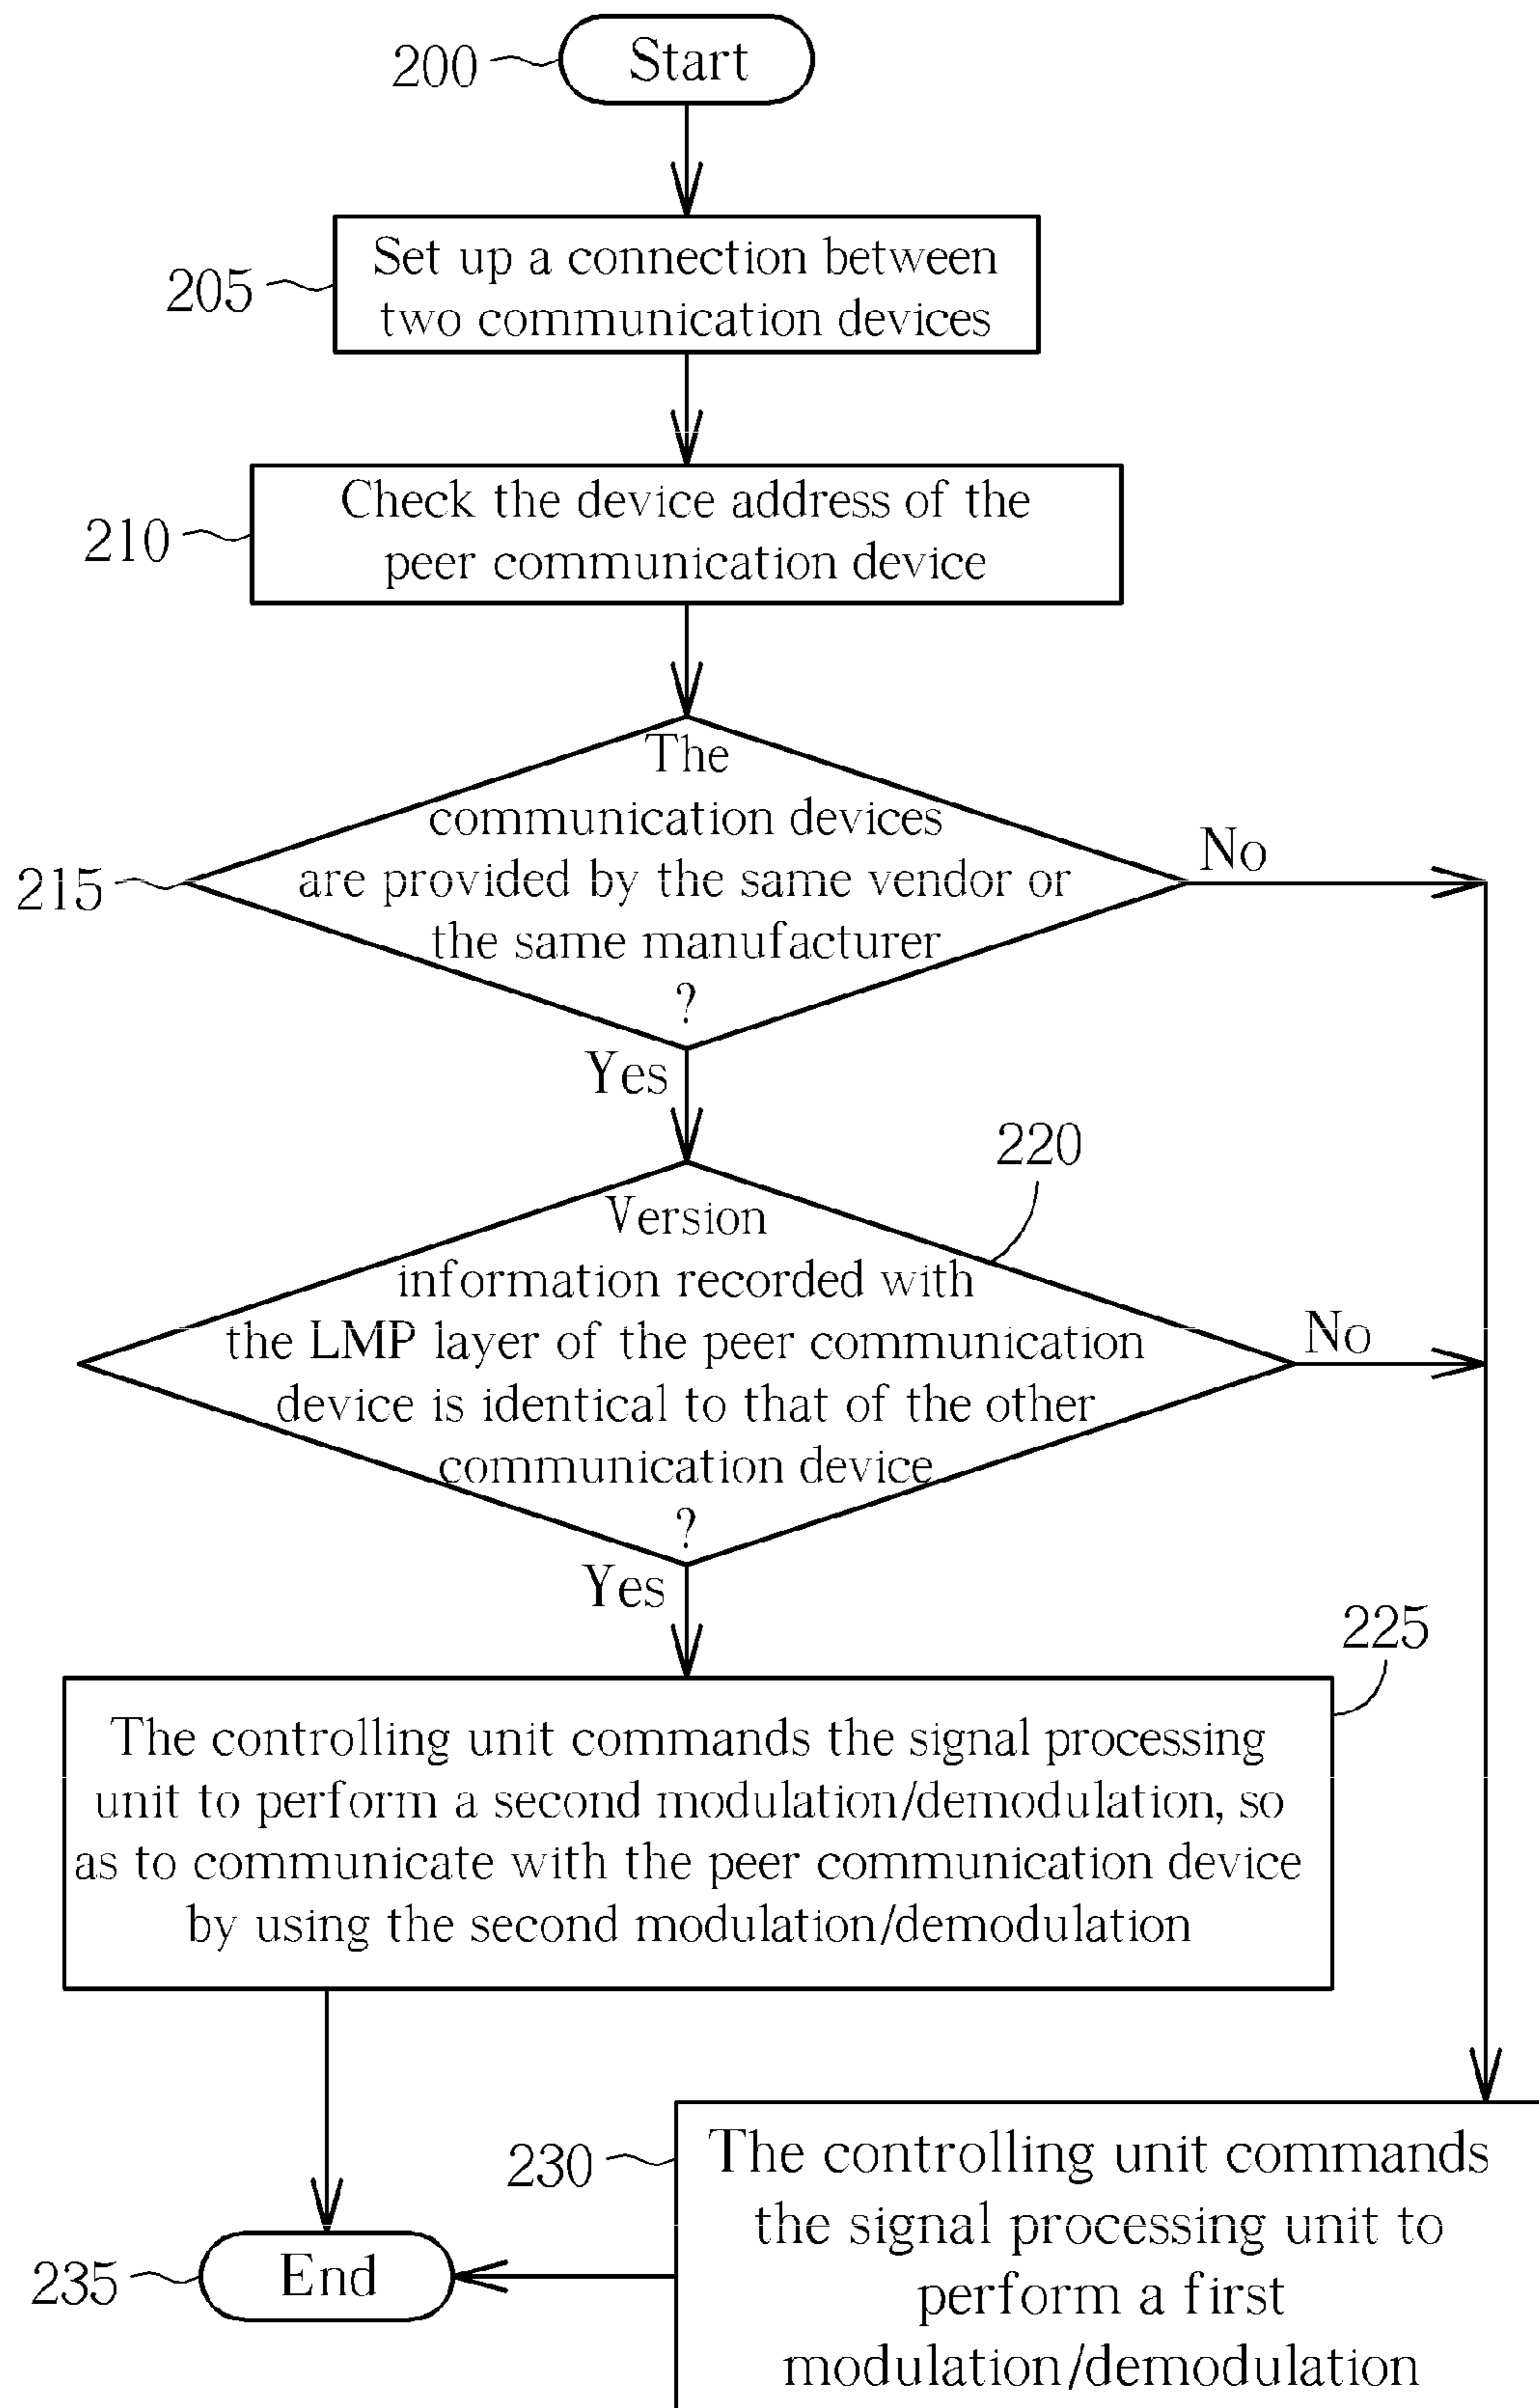 200
Start
205
Set up a connection between
two communication devices
210
Check the device address of the
peer communication device
215
The
communication devices
are provided by the same vendor or
the same manufacturer
?
No
Yes
220
Version
information recorded with
the LMP layer of the peer communication
device is identical to that of the other
communication device
?
No
Yes
225
The controlling unit commands the signal processing
unit to perform a second modulation/demodulation, so
as to communicate with the peer communication device
by using the second modulation/demodulation
230
The controlling unit commands
the signal processing unit to
perform a first
modulation/demodulation
235
End